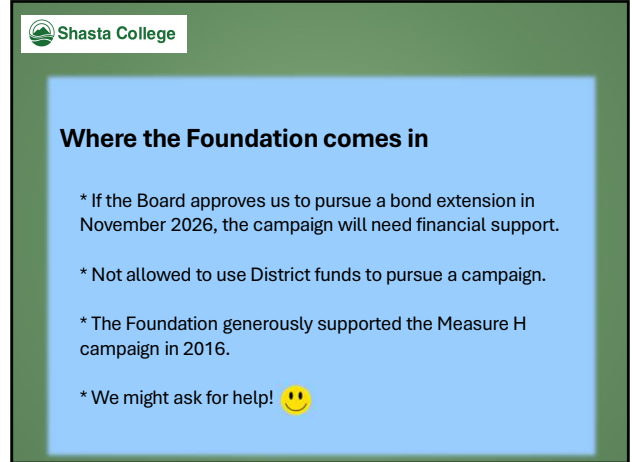 Shasta College
Where the Foundation comes in
* If the Board approves us to pursue a bond extension in
November 2026, the campaign will need financial support.
* Not allowed to use District funds to pursue a campaign.
* The Foundation generously supported the Measure H
campaign in 2016.
* We might ask for help!